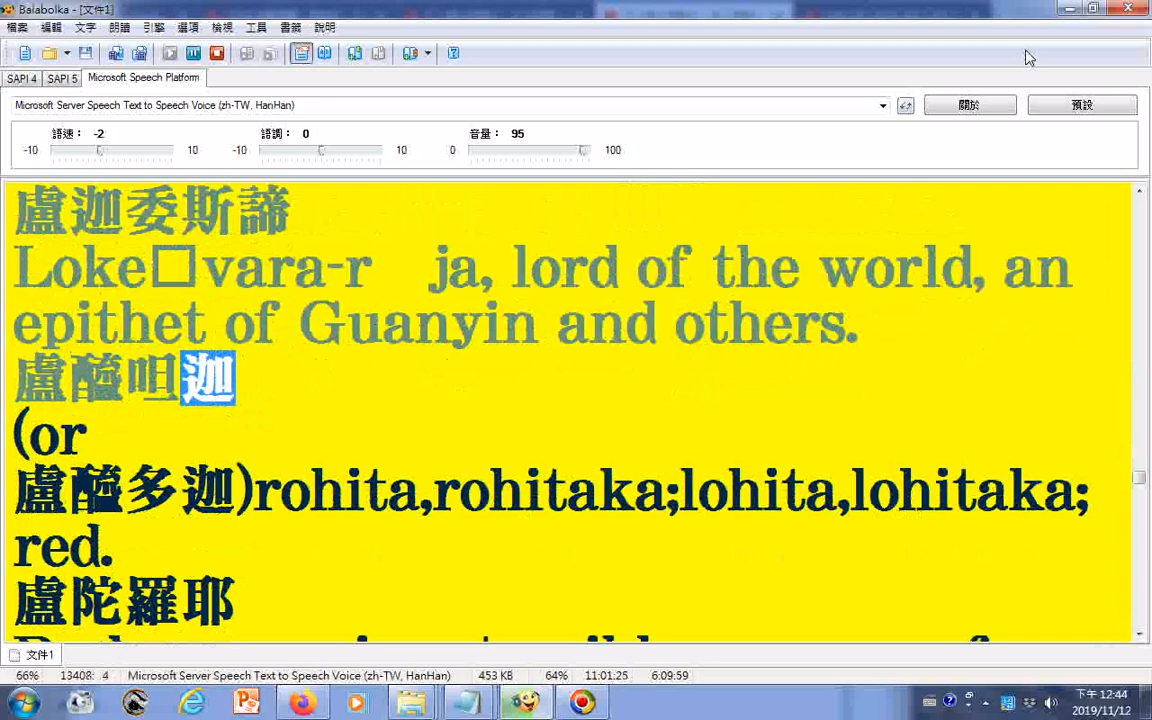 Balabolka - [文件1]
檔案 編輯 文字 朗讀 引擎 選項 檢視 工具 書籤 說明
SAPI 4 SAPI 5 Microsoft Speech Platform
Microsoft Server Speech Text to Speech Voice (zh-TW, HanHan)
關於 預設
語速： -2 語調： 0 音量： 95
-10 10 -10 10 0 100
盧迦委斯諦
Loke□vara-r ja, lord of the world, an
epithet of Guanyin and others.
盧醯呾迦
(or
盧醯多迦)rohita,rohitaka;lohita,lohitaka;
red.
盧陀羅耶
文件1
66% 13408: 4 Microsoft Server Speech Text to Speech Voice (zh-TW, HanHan) 453 KB 64% 11:01:25 6:09:59
下午 12:44
2019/11/12